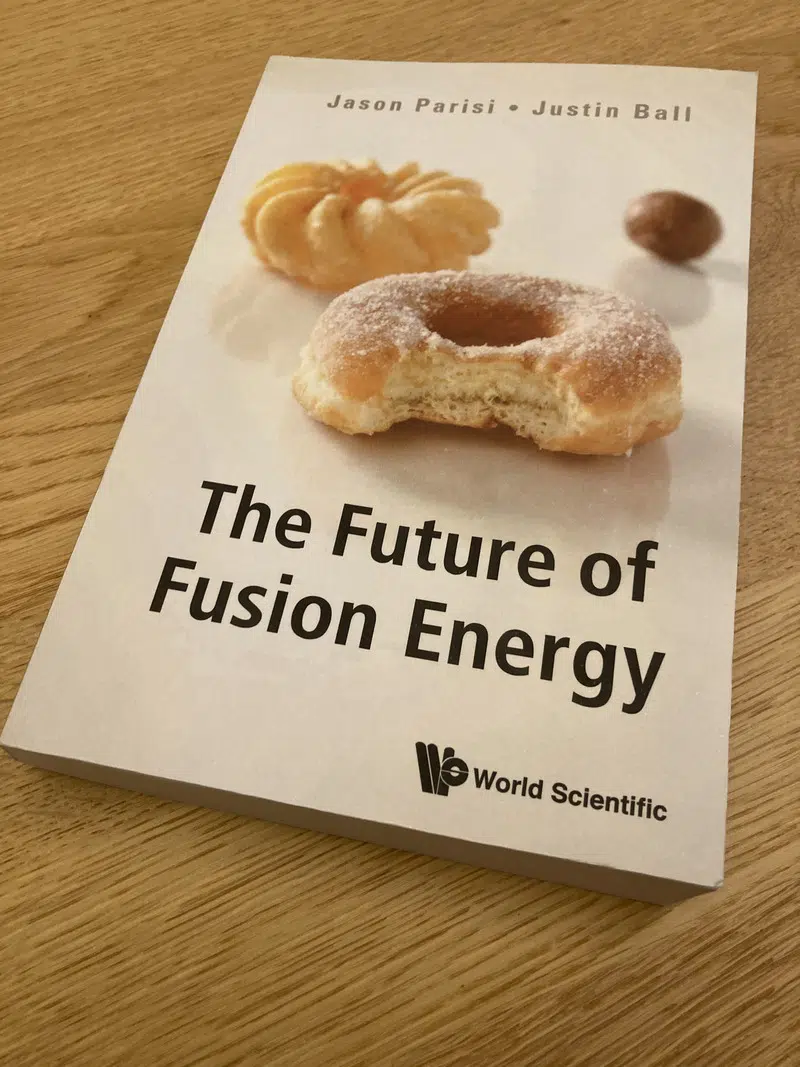 Jason Parisi • Justin Ball
The Future of
Fusion Energy
World Scientific